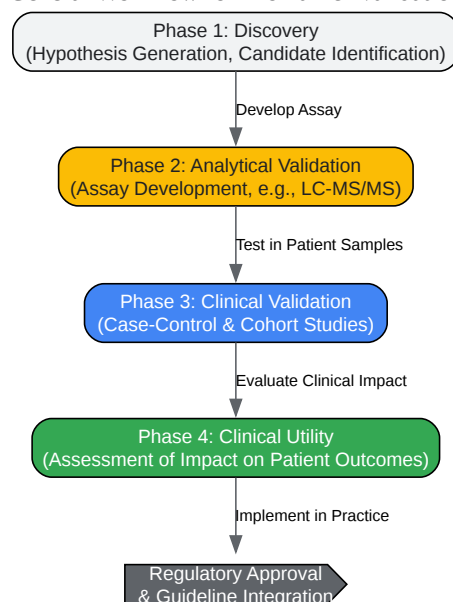 Phase 1: Discovery
(Hypothesis Generation, Candidate Identification)
Develop Assay
Phase 2: Analytical Validation
(Assay Development, e.g., LC-MS/MS)
Test in Patient Samples
Phase 3: Clinical Validation
(Case-Control & Cohort Studies)
Evaluate Clinical Impact
Phase 4: Clinical Utility
(Assessment of Impact on Patient Outcomes)
Implement in Practice
Regulatory Approval
& Guideline Integration